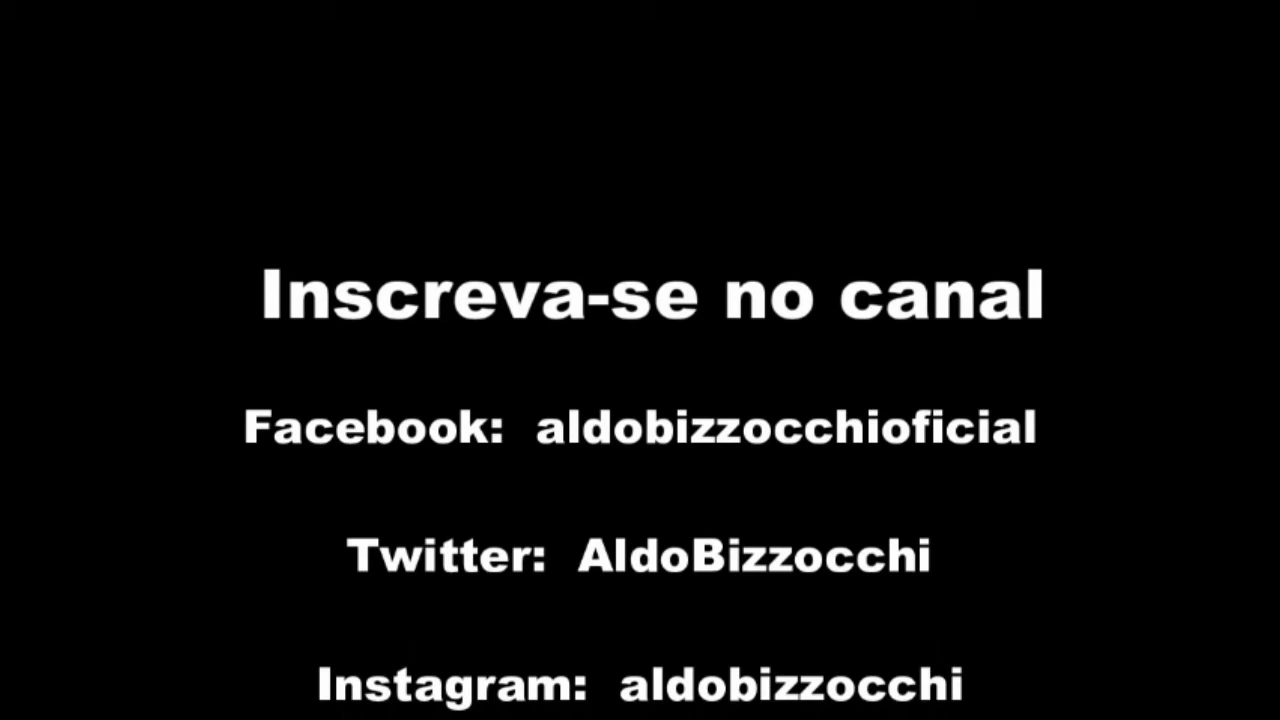 Inscreva-se no canal
Facebook: aldobizzocchioficial
Twitter: AldoBizzocchi
Instagram: aldobizzocchi